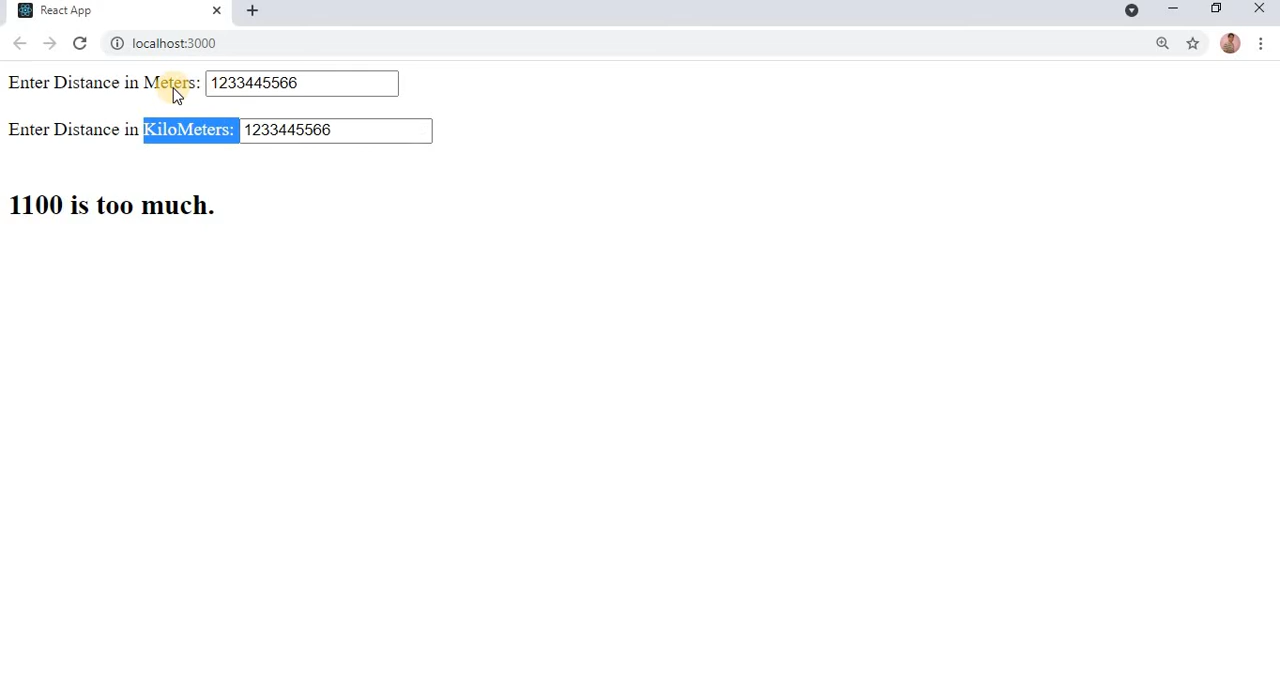 React App
localhost:3000
Enter Distance in Meters: 1233445566
Enter Distance in KiloMeters: 1233445566
1100 is too much.